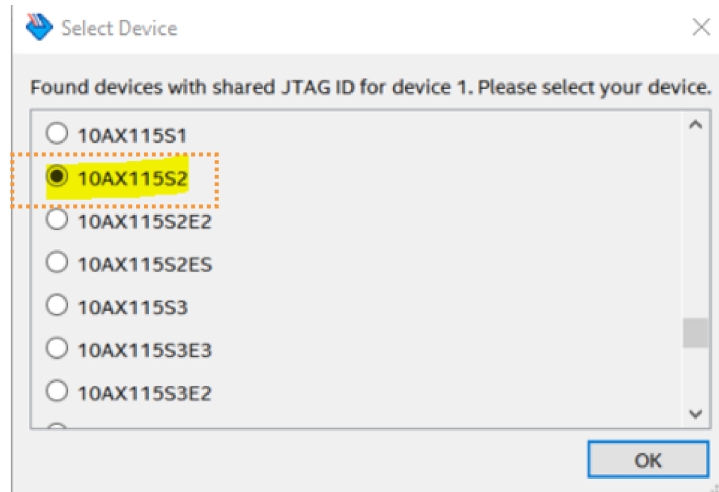 Select Device
Found devices with shared JTAG ID for device 1. Please select your device.
10AX115S1
10AX115S2
10AX115S2E2
10AX115S2ES
10AX115S3
10AX115S3E3
10AX115S3E2
OK